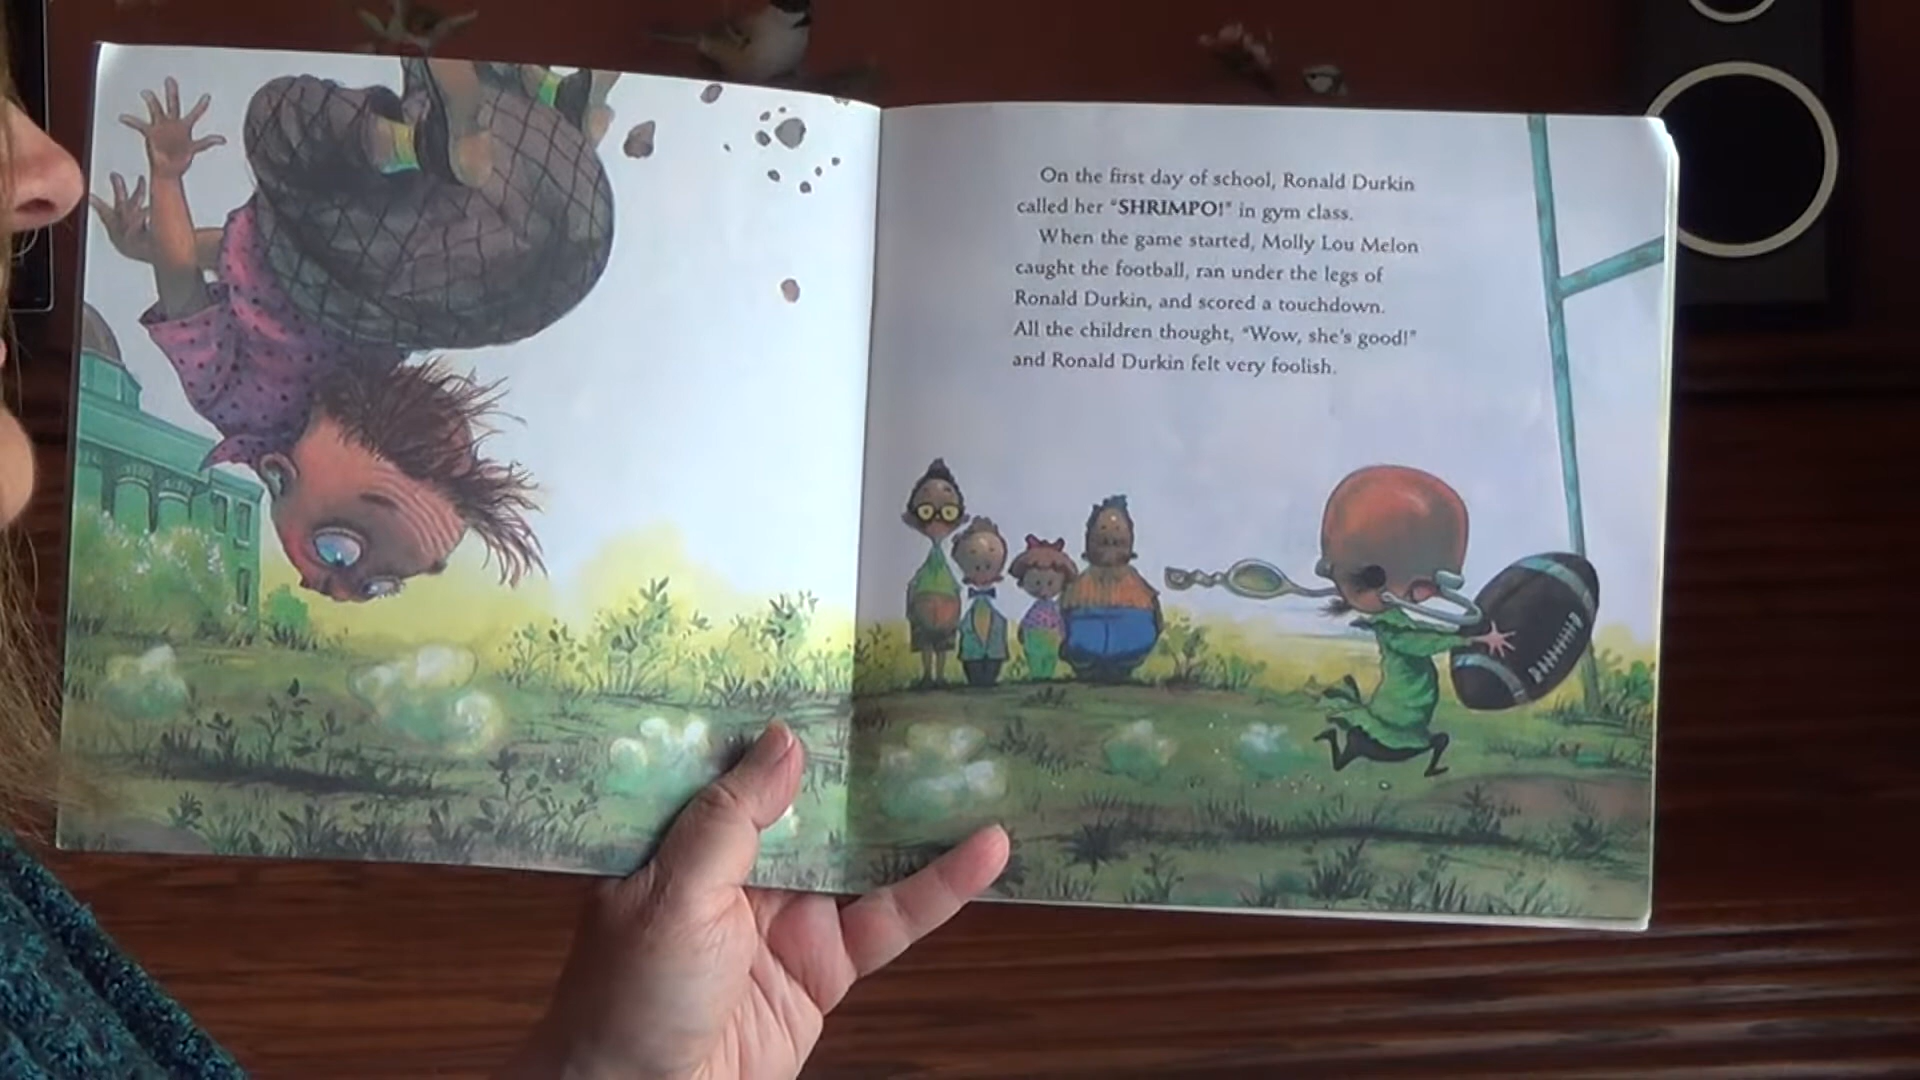 On the first day of school, Ronald Durkin
called her "SHRIMPO!" in gym class.
When the game started, Molly Lou Melon
caught the football, ran under the legs of
Ronald Durkin, and scored a touchdown.
All the children thought, "Wow, she's good!"
and Ronald Durkin felt very foolish.